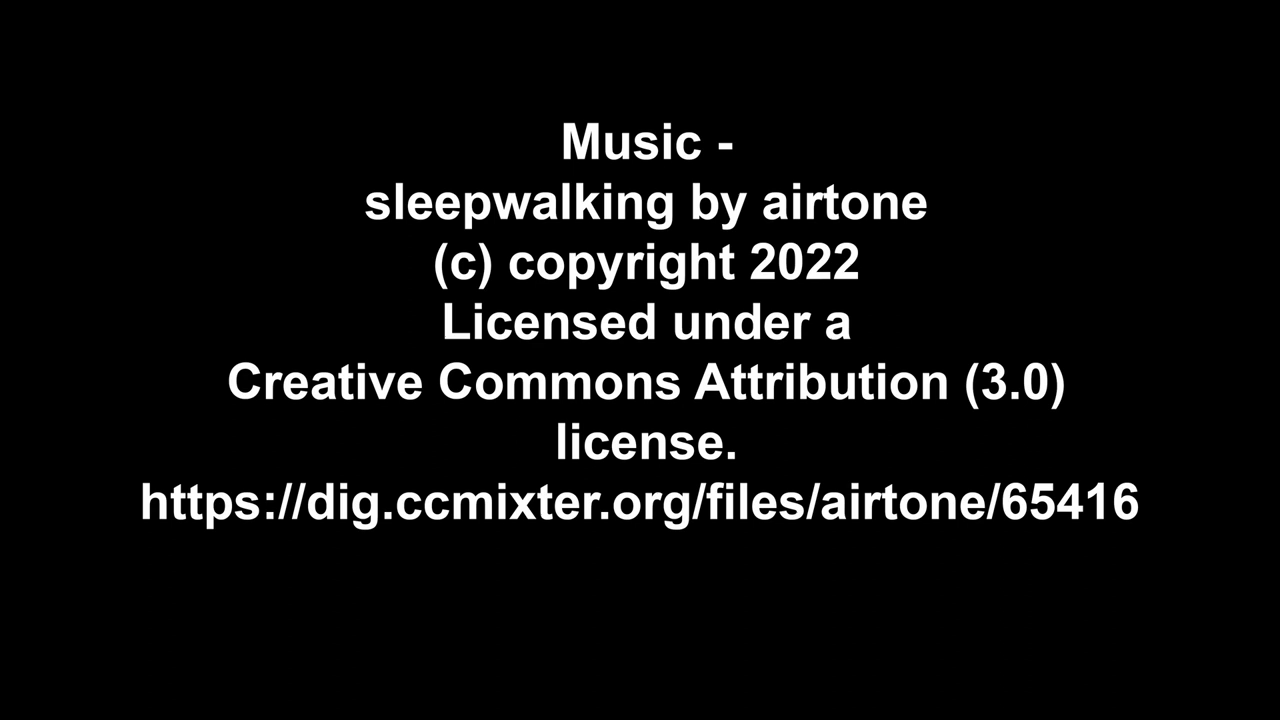 Music -
sleepwalking by airtone
(c) copyright 2022
Licensed under a
Creative Commons Attribution (3.0)
license.
https://dig.ccmixter.org/files/airtone/65416